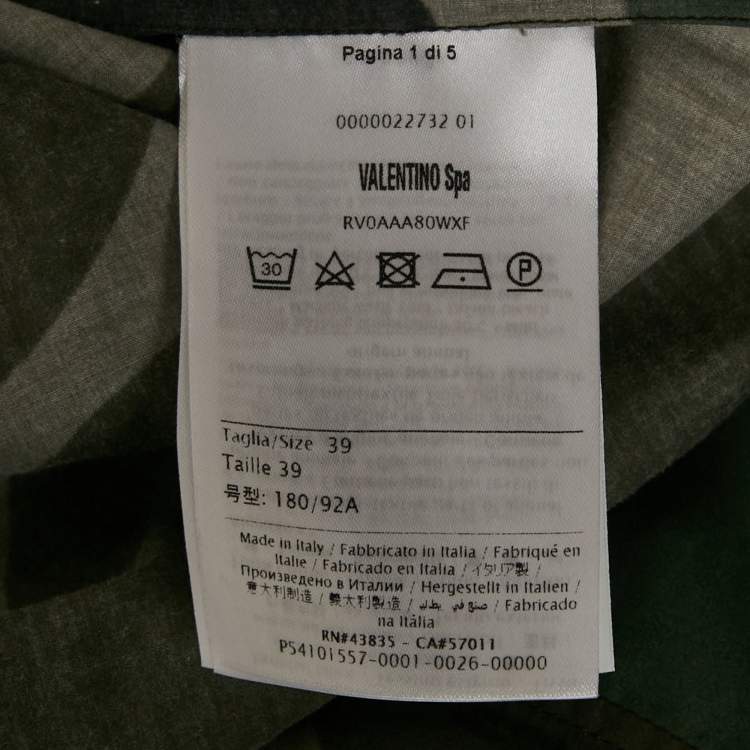 Pagina 1 di 5
0000022732 01
VALENTINO Spa
RV0AAA80WXF
30
P
Taglia/Size 39
Taille 39
号型: 180/92A
Made in Italy / Fabbricato in Italia / Fabriqué en
Italie / Fabricado en Italia / イタリア製 /
Произведено в Италии / Hergestellt in Italien /
意大利制造 / 義大利製造 / صنع في يطاليا / Fabricado
na Itália
RN#43835 - CA#57011
P54101557-0001-0026-00000